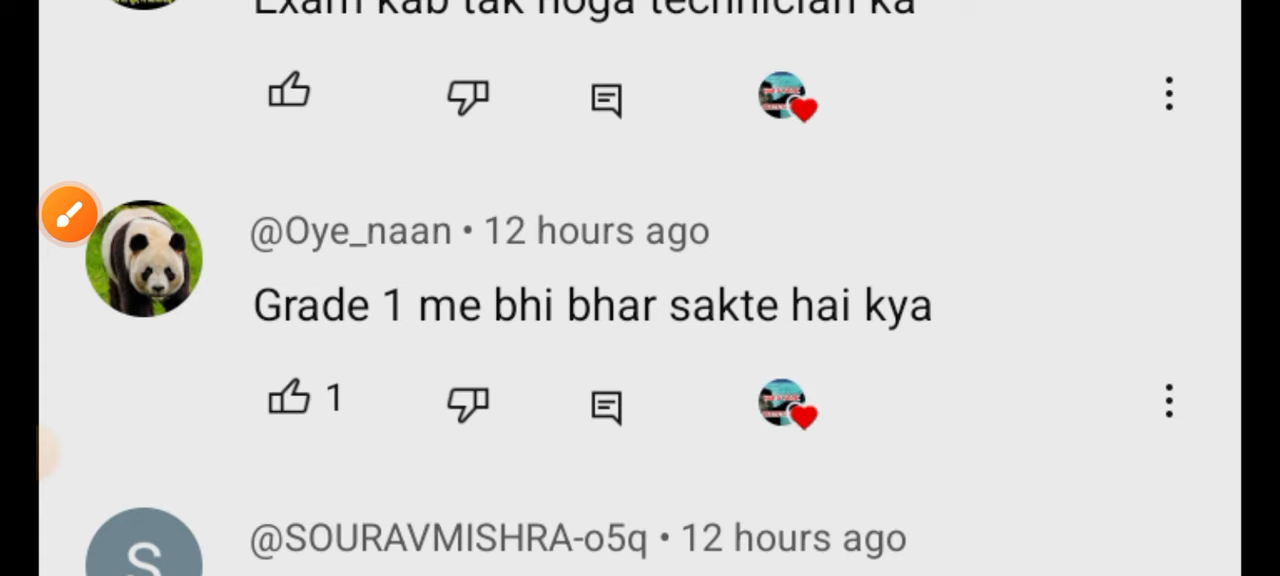 Exam kab tak hoga technician ka
@Oye_naan • 12 hours ago
Grade 1 me bhi bhar sakte hai kya
1
@SOURAVMISHRA-o5q • 12 hours ago
S